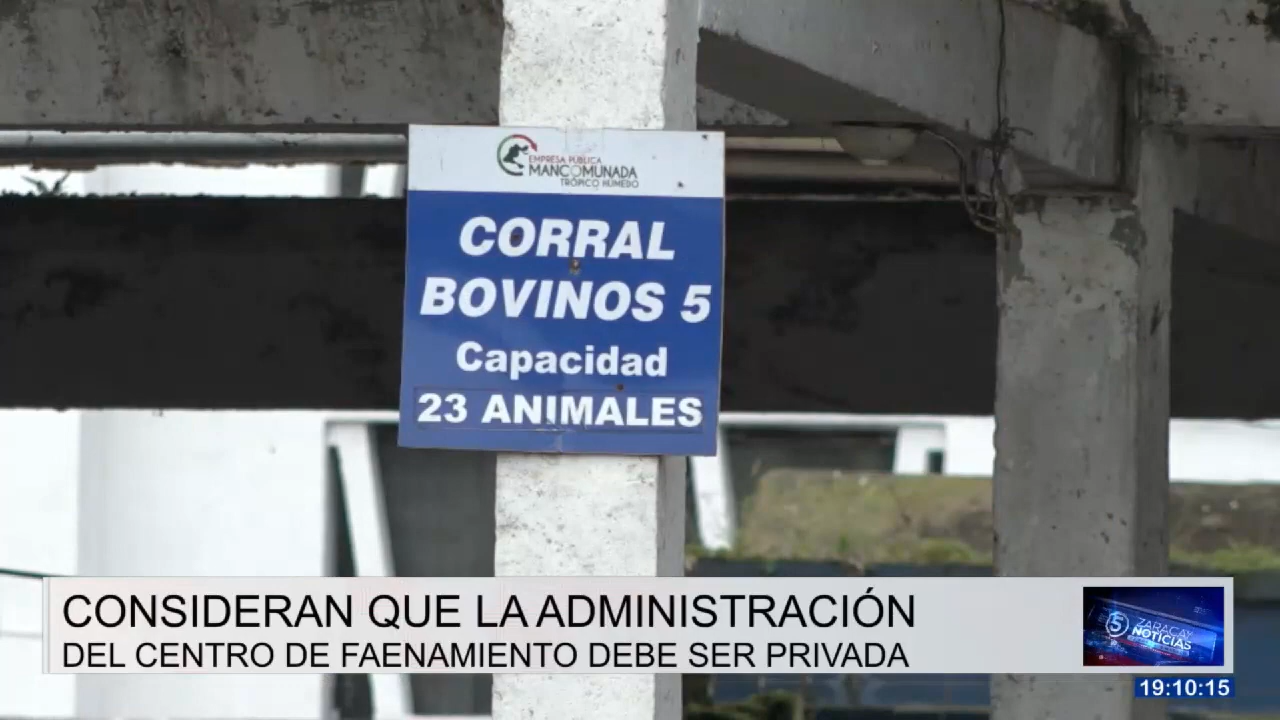 EMPRESA PÚBLICA
MANCOMUNADA
TRÓPICO HÚMEDO
CORRAL
BOVINOS 5
Capacidad
23 ANIMALES
CONSIDERAN QUE LA ADMINISTRACIÓN
DEL CENTRO DE FAENAMIENTO DEBE SER PRIVADA
5
ZARACAY
NOTICIAS
19:10:15